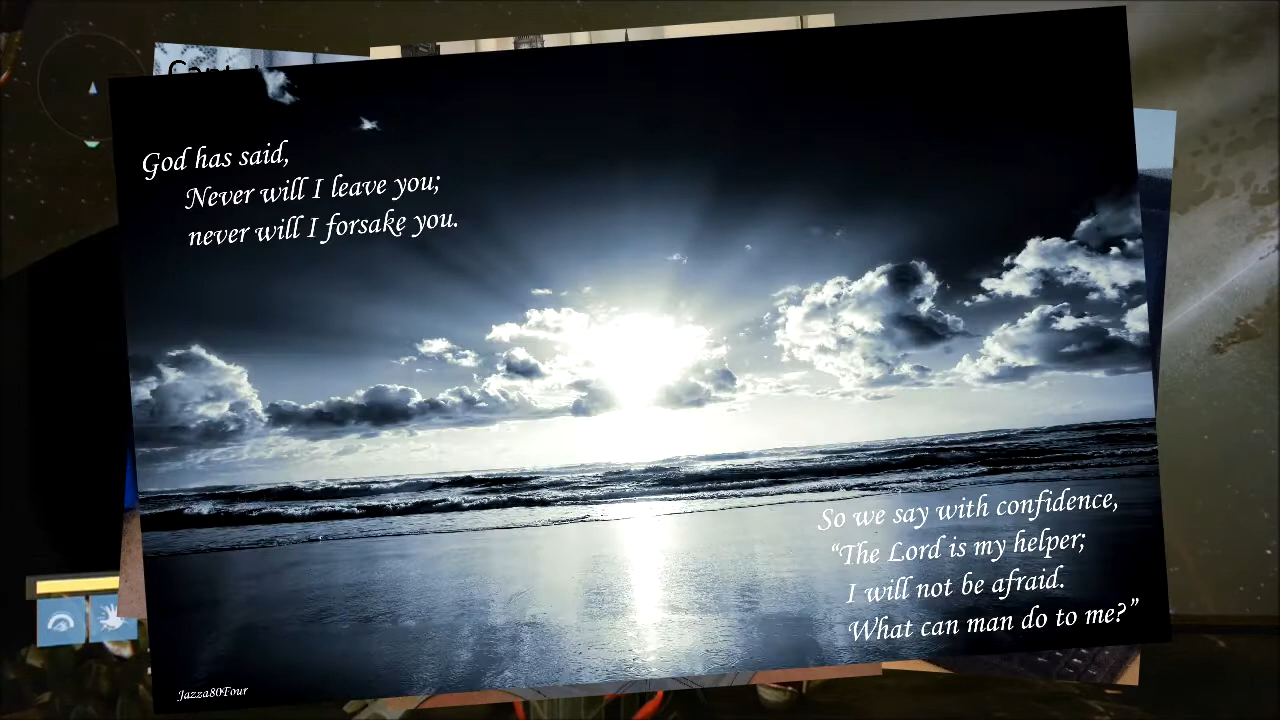 God has said,
Never will I leave you;
never will I forsake you.
So we say with confidence,
“The Lord is my helper;
I will not be afraid.
What can man do to me?”
Jazza80Four